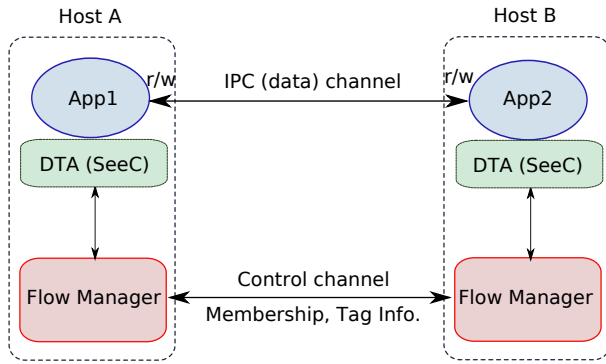 Host A
Host B
r/w
IPC (data) channel
r/w
App1
App2
DTA (SeeC)
DTA (SeeC)
Control channel
Flow Manager
Flow Manager
Membership, Tag Info.